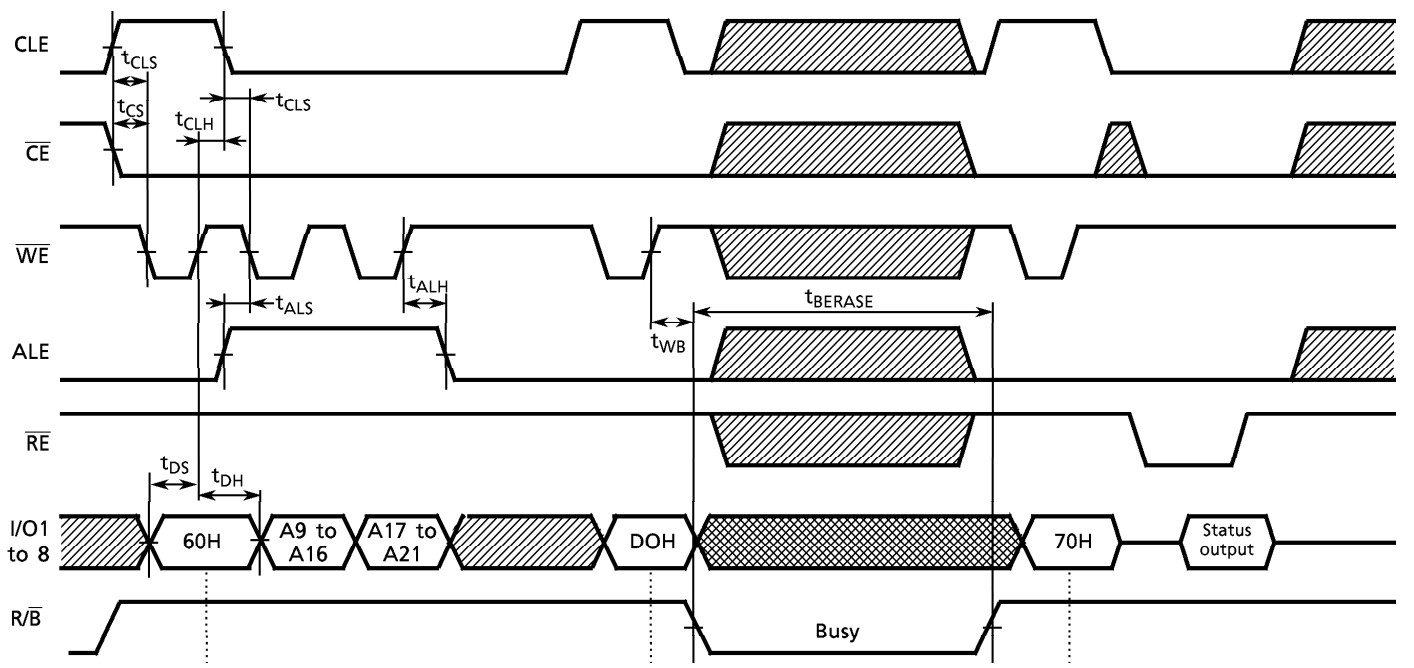 CLE
tCLS
tCS
tCLH
tCLS
CE
WE
tALS
tALH
tBERASE
tWB
ALE
RE
tDS
tDH
I/O1
to 8
60H
A9 to
A16
A17 to
A21
DOH
70H
Status
output
R/B
Busy